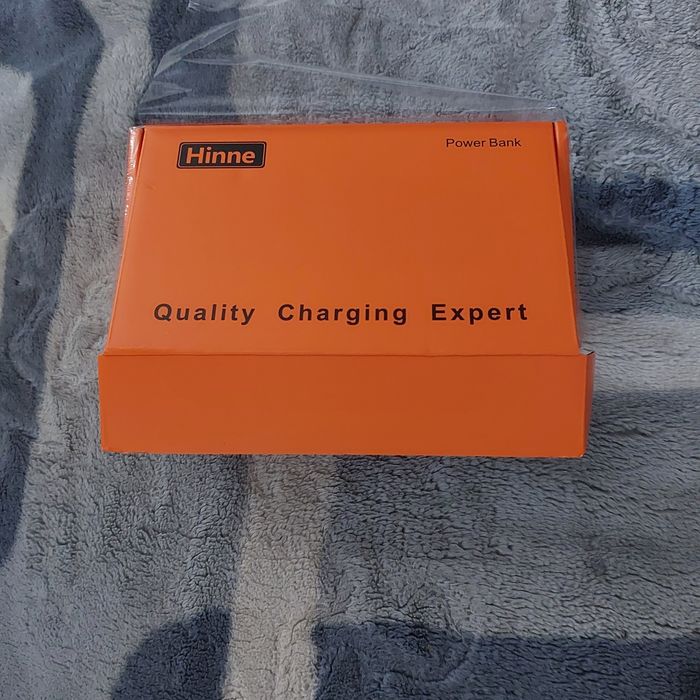 Hinne
Power Bank
Quality Charging Expert